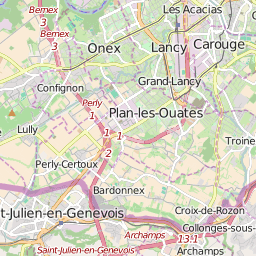 Bernex
3
Les Acacias
Bernex
3
Onex
Lancy
Carouge
Grand-Lancy
Confignon
Perly
1
Plan-les-Ouates
Lully
1
1
Troine
2
Perly-Certoux
Bardonnex
nt-Julien-en-Genevois
Croix-de-Rozon
Collonges-sous-
Archamps
13.1
Saint-Julien-en-Genevois
Archamps
Archamps